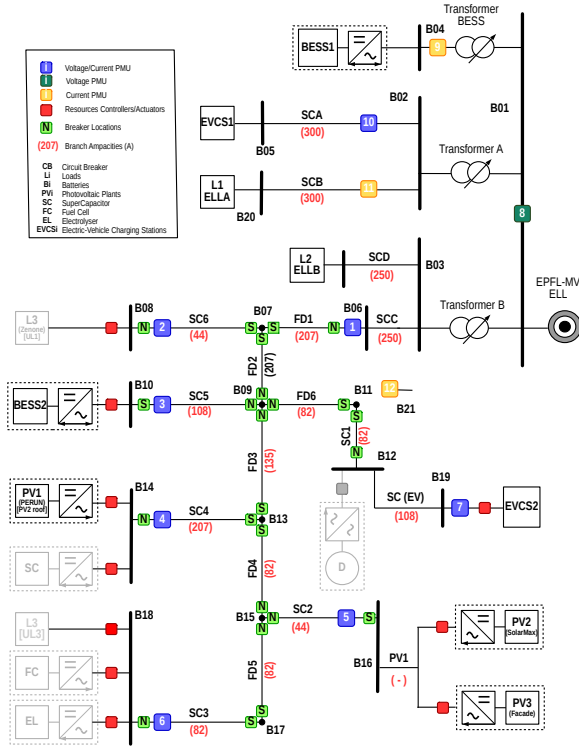 Transformer
BESS
B04
BESS1
9
i
Voltage/Current PMU
i
Voltage PMU
i
Current PMU
Resources Controllers/Actuators
N
Breaker Locations
(207)
Branch Ampacities (A)
CB Circuit Breaker
Li Loads
Bi Batteries
PVi Photovoltaic Plants
SC SuperCapacitor
FC Fuel Cell
EL Electrolyser
EVCSi Electric-Vehicle Charging Stations
B02
B01
EVCS1
SCA
(300)
10
B05
Transformer A
L1
ELLA
SCB
(300)
11
B20
8
L2
ELLB
SCD
(250)
B03
EPFL-MV
ELL
Transformer B
L3
(Zenone)
[UL1]
B08
N
2
SC6
(44)
B07
S
S
S
FD1
(207)
B06
N
1
SCC
(250)
FD2
(207)
BESS2
B10
S
3
SC5
(108)
B09
N
N
N
N
FD6
(82)
B11
S
S
12
B21
SC1
(82)
N
B12
FD3
(135)
PV1
(PERUN)
[PV2 roof]
B14
N
4
SC4
(207)
S
S
S
B13
SC (EV)
(108)
B19
7
EVCS2
SC
D
FD4
(82)
L3
[UL3]
B18
B15
N
N
N
SC2
(44)
5
S
B16
PV1
( - )
PV2
(SolarMax)
FC
FD5
(82)
PV3
(Facade)
EL
N
6
SC3
(82)
S
S
B17